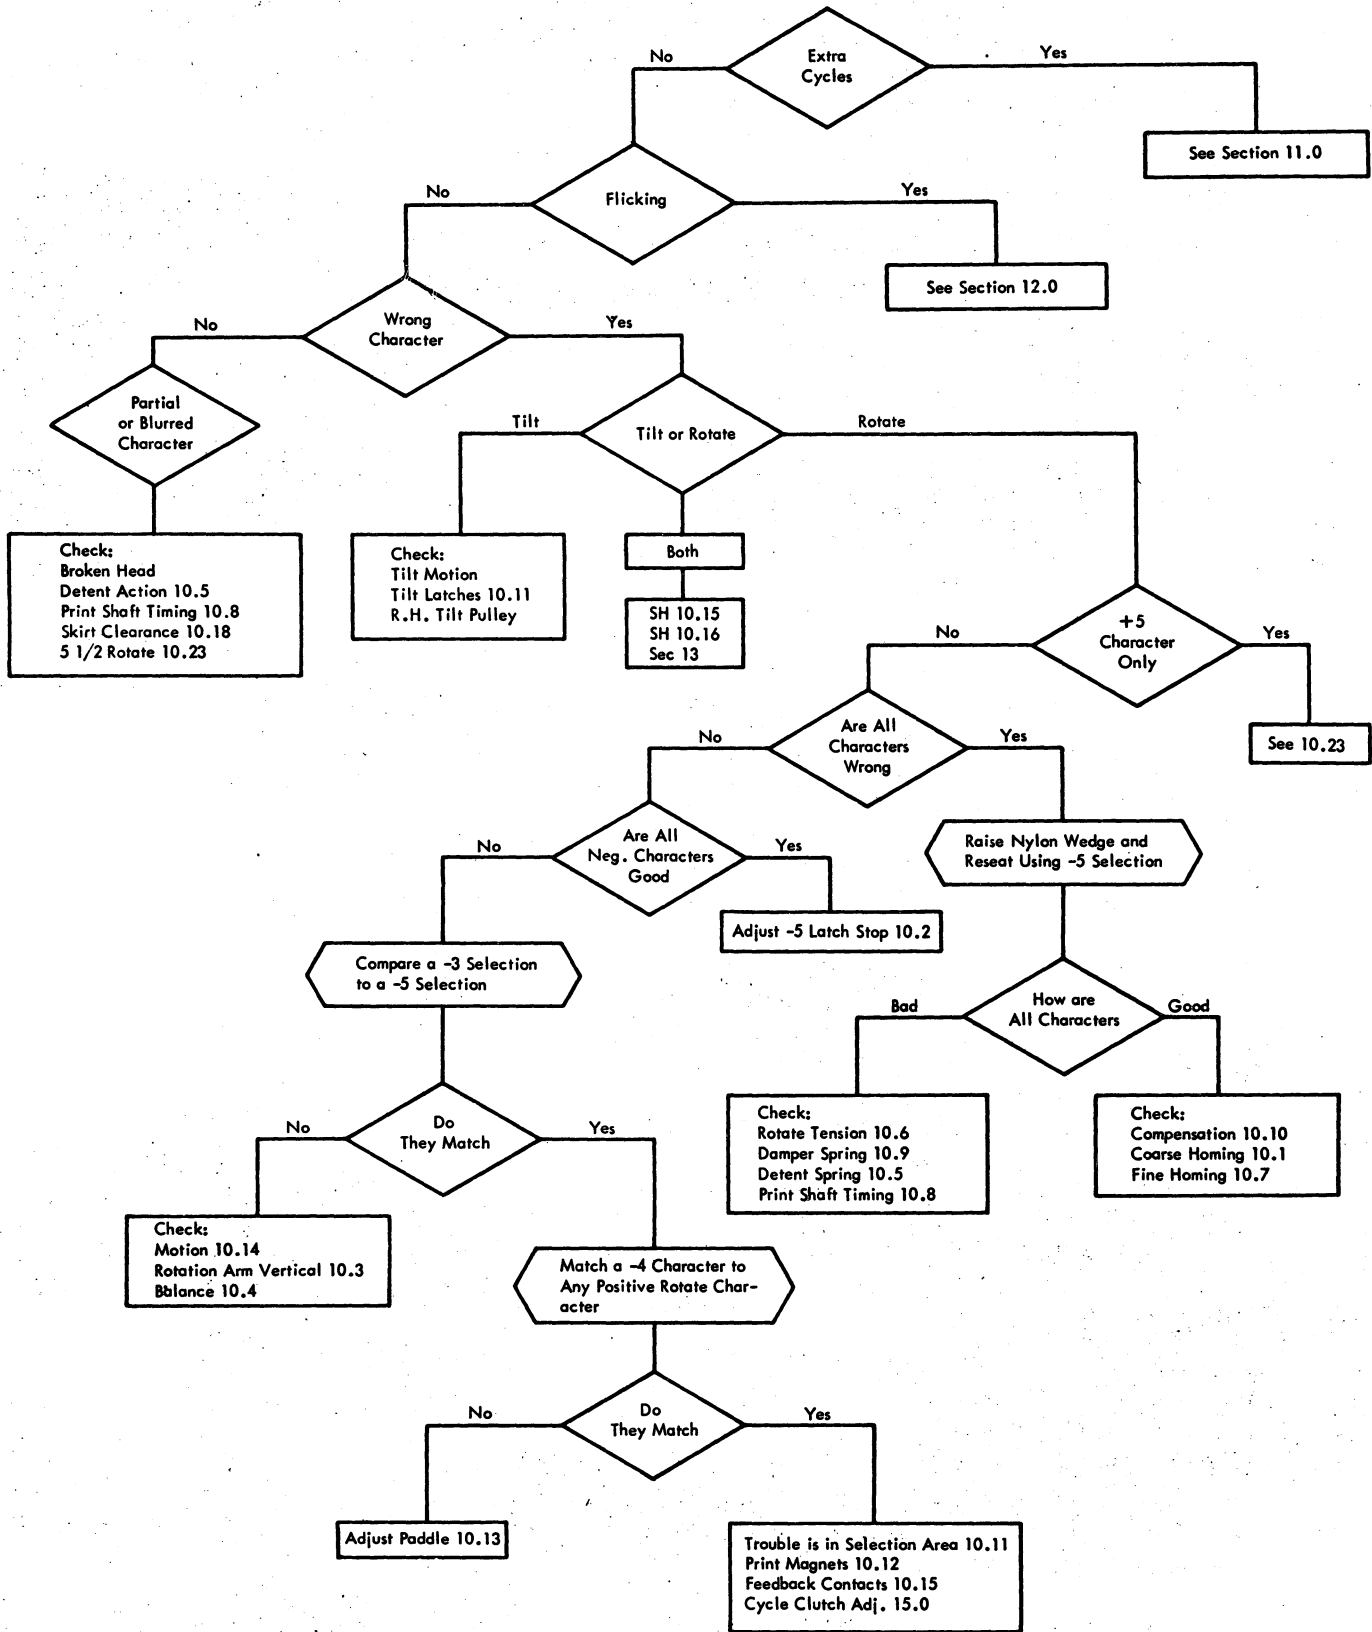 Extra
Cycles
No
Yes
See Section 11.0
Flicking
No
Yes
See Section 12.0
Wrong
Character
No
Yes
Partial
or Blurred
Character
Tilt or Rotate
Tilt
Rotate
Check:
Broken Head
Detent Action 10.5
Print Shaft Timing 10.8
Skirt Clearance 10.18
5 1/2 Rotate 10.23
Check:
Tilt Motion
Tilt Latches 10.11
R.H. Tilt Pulley
Both
SH 10.15
SH 10.16
Sec 13
+5
Character
Only
No
Yes
See 10.23
Are All
Characters
Wrong
No
Yes
Are All
Neg. Characters
Good
No
Yes
Adjust -5 Latch Stop 10.2
Raise Nylon Wedge and
Reseat Using -5 Selection
How are
All Characters
Bad
Good
Check:
Rotate Tension 10.6
Damper Spring 10.9
Detent Spring 10.5
Print Shaft Timing 10.8
Check:
Compensation 10.10
Coarse Homing 10.1
Fine Homing 10.7
Compare a -3 Selection
to a -5 Selection
Do
They Match
No
Yes
Check:
Motion 10.14
Rotation Arm Vertical 10.3
Balance 10.4
Match a -4 Character to
Any Positive Rotate Char-
acter
Do
They Match
No
Yes
Adjust Paddle 10.13
Trouble is in Selection Area 10.11
Print Magnets 10.12
Feedback Contacts 10.15
Cycle Clutch Adj. 15.0